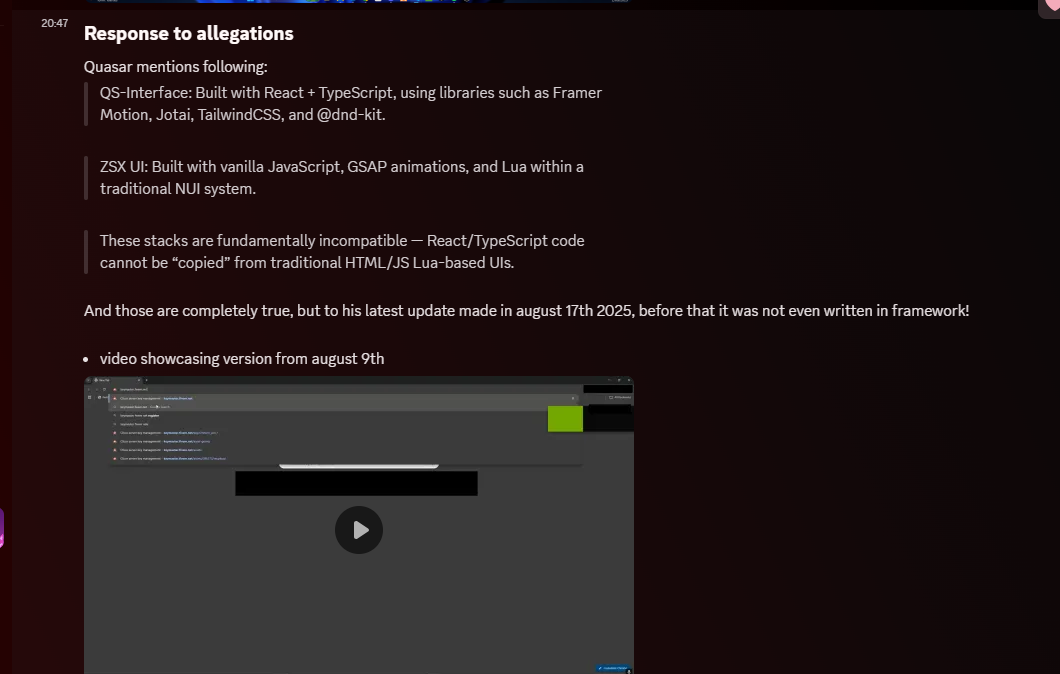 20:47
Response to allegations
Quasar mentions following:
QS-Interface: Built with React + TypeScript, using libraries such as Framer
Motion, Jotai, TailwindCSS, and @dnd-kit.
ZSX UI: Built with vanilla JavaScript, GSAP animations, and Lua within a
traditional NUI system.
These stacks are fundamentally incompatible — React/TypeScript code
cannot be “copied” from traditional HTML/JS Lua-based UIs.
And those are completely true, but to his latest update made in august 17th 2025, before that it was not even written in framework!
• video showcasing version from august 9th